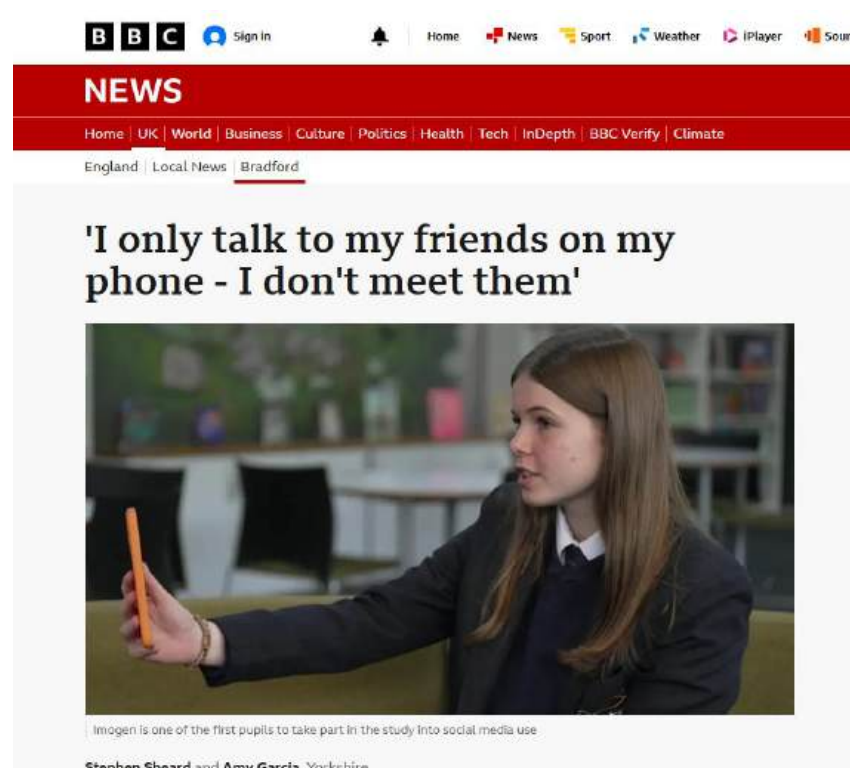 BBC Sign in Home News Sport Weather iPlayer Soun
NEWS
Home UK World Business Culture Politics Health Tech InDepth BBC Verify Climate
England Local News Bradford
'I only talk to my friends on my
phone - I don't meet them'
Imogen is one of the first pupils to take part in the study into social media use
Stephen Sheard and Amy Garcia, Yorkshire